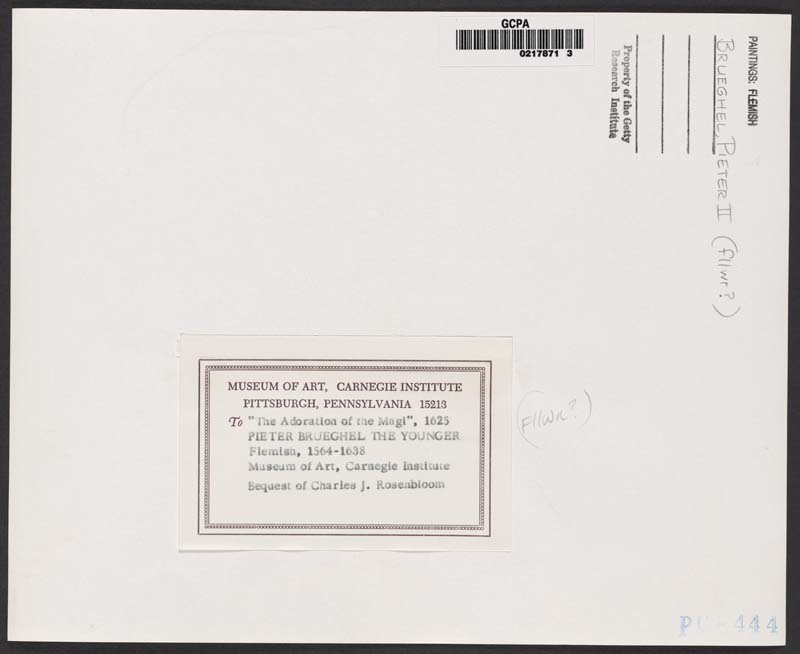 GCPA
0217871 3
PAINTINGS: FLEMISH
BRUEGHEL, PIETER II (fllwr?)
Property of the Getty
Research Institute
MUSEUM OF ART, CARNEGIE INSTITUTE
PITTSBURGH, PENNSYLVANIA 15213
To "The Adoration of the Magi", 1625
PIETER BRUEGHEL THE YOUNGER
Flemish, 1564-1638
Museum of Art, Carnegie Institute
Bequest of Charles J. Rosenbloom
(Fllwr?)
444